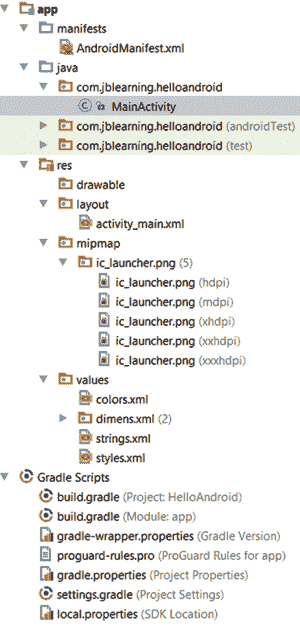 app
manifests
AndroidManifest.xml
java
com.jblearning.helloandroid
MainActivity
com.jblearning.helloandroid (androidTest)
com.jblearning.helloandroid (test)
res
drawable
layout
activity_main.xml
mipmap
ic_launcher.png (5)
ic_launcher.png (hdpi)
ic_launcher.png (mdpi)
ic_launcher.png (xhdpi)
ic_launcher.png (xxhdpi)
ic_launcher.png (xxxhdpi)
values
colors.xml
dimens.xml (2)
strings.xml
styles.xml
Gradle Scripts
build.gradle (Project: HelloAndroid)
build.gradle (Module: app)
gradle-wrapper.properties (Gradle Version)
proguard-rules.pro (ProGuard Rules for app)
gradle.properties (Project Properties)
settings.gradle (Project Settings)
local.properties (SDK Location)